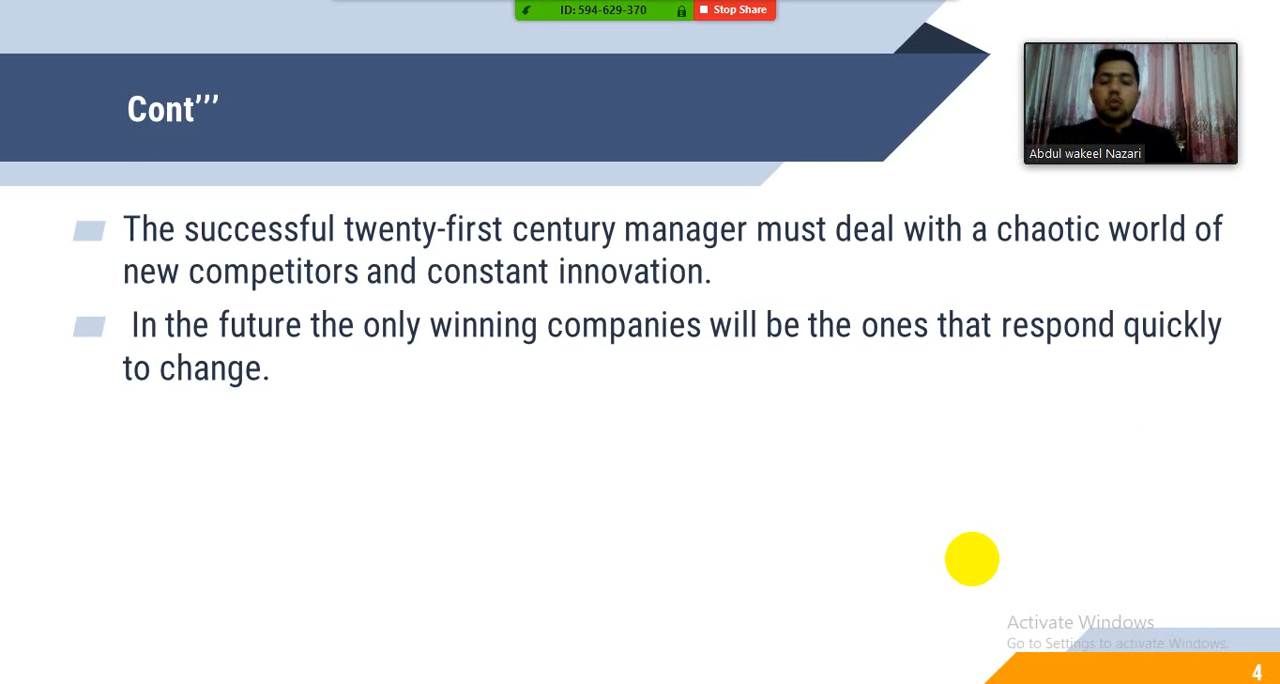 ID: 594-629-370
Stop Share
Cont’’’
Abdul wakeel Nazari
The successful twenty-first century manager must deal with a chaotic world of
new competitors and constant innovation.
In the future the only winning companies will be the ones that respond quickly
to change.
Activate Windows
Go to Settings to activate Windows.
4